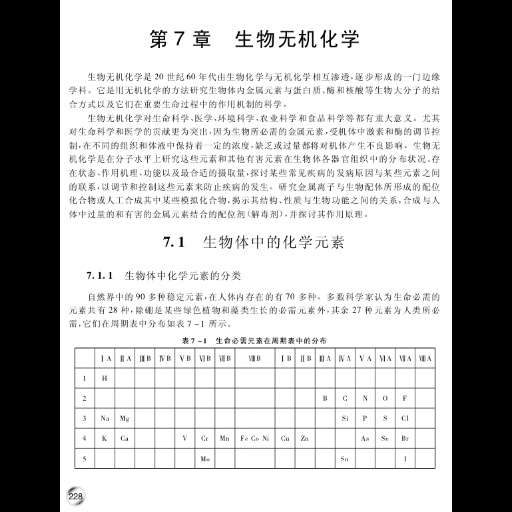 第7章 生物无机化学
生物无机化学是20世纪60年代由生物化学与无机化学相互渗透,逐步形成的一门边缘
学科。它是用无机化学的方法研究生物体内金属元素与蛋白质、酶和核酸等生物大分子的结
合方式以及它们在重要生命过程中的作用机制的科学。
生物无机化学对生命科学、医学、环境科学、农业科学和食品科学等都有重大意义。尤其
对生命科学和医学的贡献更为突出,因为生物所必需的金属元素,受机体中激素和酶的调节控
制,在不同的组织和体液中保持着一定的浓度,缺乏或过量都将对机体产生不良影响。生物无
机化学是在分子水平上研究这些元素和其他有害元素在生物体各器官组织中的分布状况、存
在状态、作用机理、功能以及最合适的摄取量,探讨某些常见疾病的发病原因与某些元素之间
的联系,以调节和控制这些元素来防止疾病的发生。研究金属离子与生物配体所形成的配位
化合物或人工合成其中某些模拟化合物,揭示其结构、性质与生物功能之间的关系,合成与人
体中过量的和有害的金属元素结合的配位剂(解毒剂),并探讨其作用原理。
7.1 生物体中的化学元素
7.1.1 生物体中化学元素的分类
自然界中的90多种稳定元素,在人体内存在的有70多种。多数科学家认为生命必需的
元素共有28种,除硼是某些绿色植物和藻类生长的必需元素外,其余27种元素为人类所必
需,它们在周期表中分布如表7-1所示。
表7-1 生命必需元素在周期表中的分布
ⅠA ⅡA ⅢB ⅣB ⅤB ⅥB ⅦB ⅧB ⅠB ⅡB ⅢA ⅣA ⅤA ⅥA ⅦA ⅧA
1 H
2 B C N O F
3 Na Mg Si P S Cl
4 K Ca V Cr Mn Fe Co Ni Cu Zn As Se Br
5 Mo Sn I
228